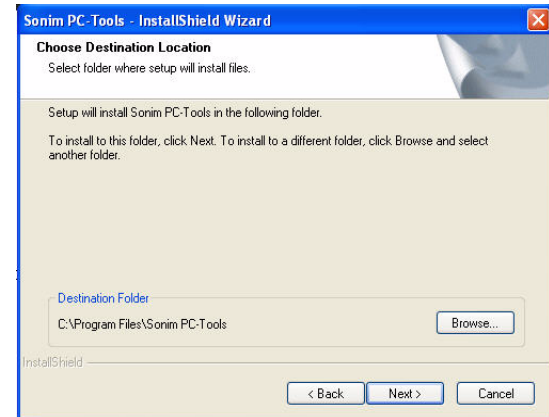 Sonim PC-Tools - InstallShield Wizard
Choose Destination Location
Select folder where setup will install files.
Setup will install Sonim PC-Tools in the following folder.
To install to this folder, click Next. To install to a different folder, click Browse and select
another folder.
Destination Folder
C:\Program Files\Sonim PC-Tools
Browse...
InstallShield
< Back
Next >
Cancel